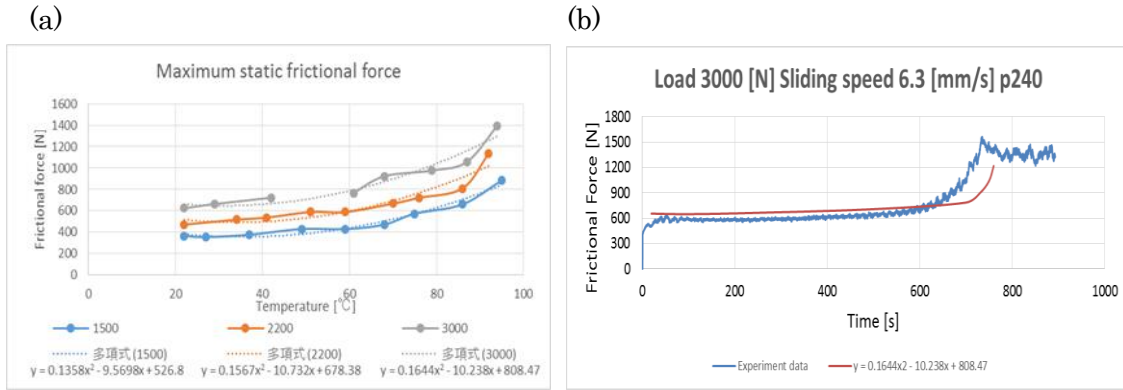 (a)
Maximum static frictional force
Frictional force [N]
1600
1400
1200
1000
800
600
400
200
0
0 20 40 60 80 100
Temperature [℃]
1500 2200 3000
多項式 (1500) 多項式 (2200) 多項式 (3000)
y = 0.1358x² - 9.5698x + 526.8 y = 0.1567x² - 10.732x + 678.38 y = 0.1644x² - 10.238x + 808.47
(b)
Load 3000 [N] Sliding speed 6.3 [mm/s] p240
Frictional Force [N]
1800
1500
1200
900
600
300
0
0 200 400 600 800 1000
Time [s]
Experiment data y = 0.1644x2 - 10.238x + 808.47